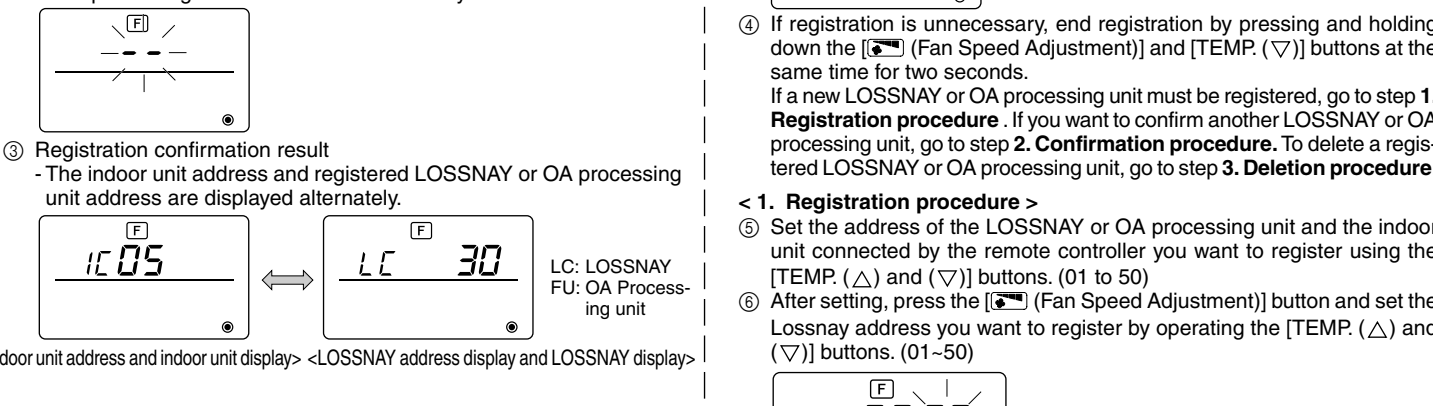 F
--
③ Registration confirmation result
- The indoor unit address and registered LOSSNAY or OA processing
unit address are displayed alternately.
F
IC 05
F
LC 30
LC: LOSSNAY
FU: OA Process-
ing unit
indoor unit address and indoor unit display> <LOSSNAY address display and LOSSNAY display>
④ If registration is unnecessary, end registration by pressing and holding
down the [ (Fan Speed Adjustment)] and [TEMP. (▽)] buttons at the
same time for two seconds.
If a new LOSSNAY or OA processing unit must be registered, go to step 1.
Registration procedure . If you want to confirm another LOSSNAY or OA
processing unit, go to step 2. Confirmation procedure. To delete a regis-
tered LOSSNAY or OA processing unit, go to step 3. Deletion procedure
< 1. Registration procedure >
⑤ Set the address of the LOSSNAY or OA processing unit and the indoor
unit connected by the remote controller you want to register using the
[TEMP. (△) and (▽)] buttons. (01 to 50)
⑥ After setting, press the [ (Fan Speed Adjustment)] button and set the
Lossnay address you want to register by operating the [TEMP. (△) and
(▽)] buttons. (01~50)
F